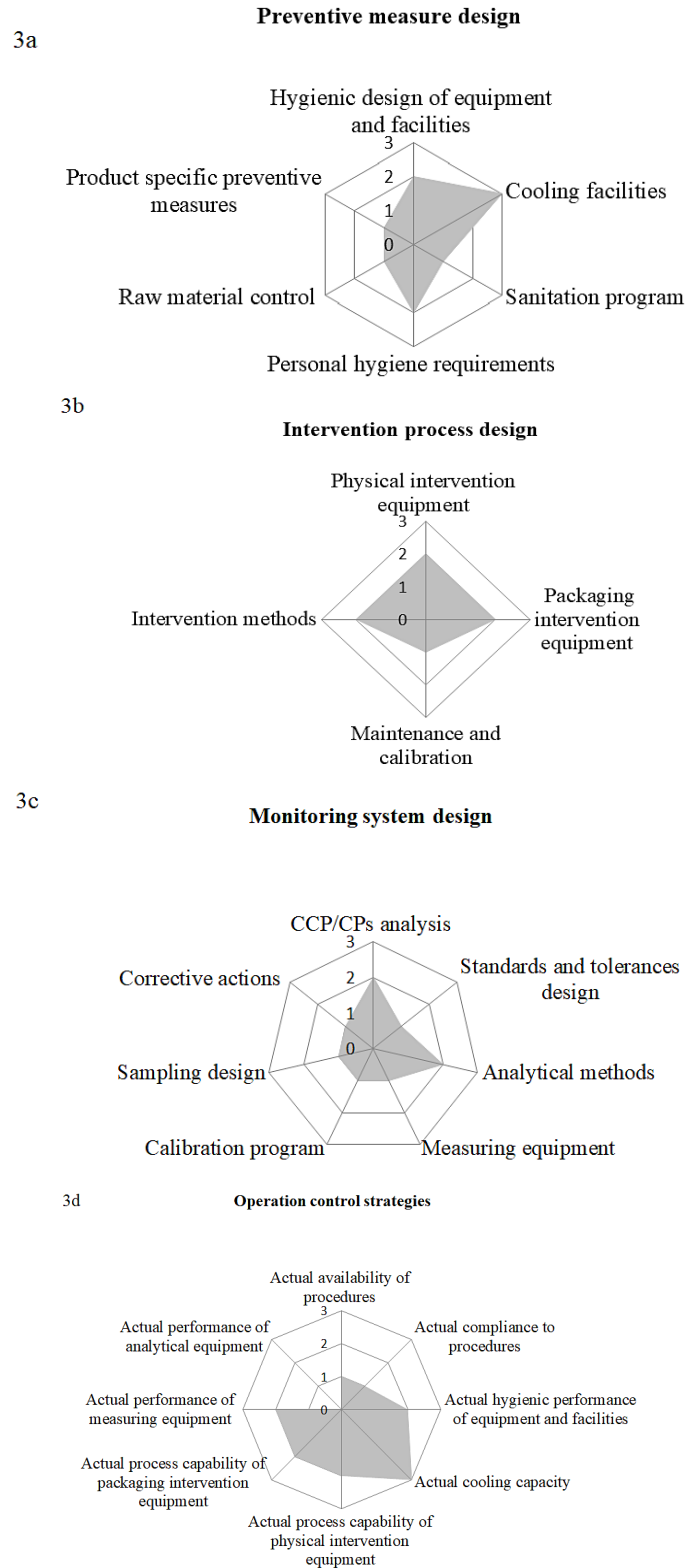 Preventive measure design
3a
Hygienic design of equipment
and facilities
3
Product specific preventive
measures
2
Cooling facilities
1
0
Raw material control
Sanitation program
Personal hygiene requirements
3b
Intervention process design
Physical intervention
equipment
3
2
1
Intervention methods
0
Packaging
intervention
equipment
Maintenance and
calibration
3c
Monitoring system design
CCP/CPs analysis
3
Corrective actions
Standards and tolerances
design
2
1
0
Sampling design
Analytical methods
Calibration program
Measuring equipment
3d
Operation control strategies
Actual availability of
procedures
3
Actual performance of
analytical equipment
Actual compliance to
procedures
2
1
Actual performance of
measuring equipment
0
Actual hygienic performance
of equipment and facilities
Actual process capability of
packaging intervention
equipment
Actual cooling capacity
Actual process capability of
physical intervention
equipment